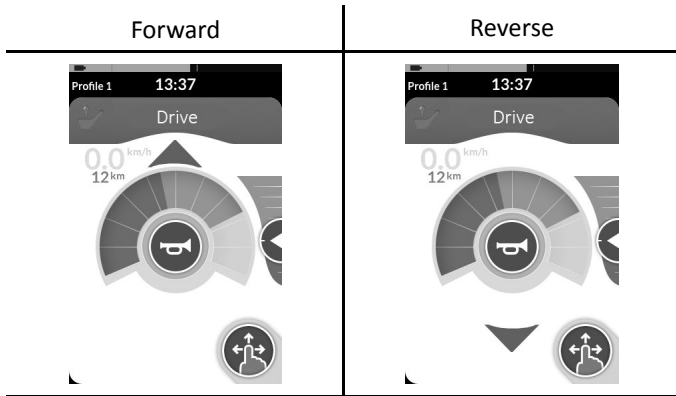 Forward
Reverse
Profile 1 13:37
Drive
0.0 km/h
12 km
Profile 1 13:37
Drive
0.0 km/h
12 km